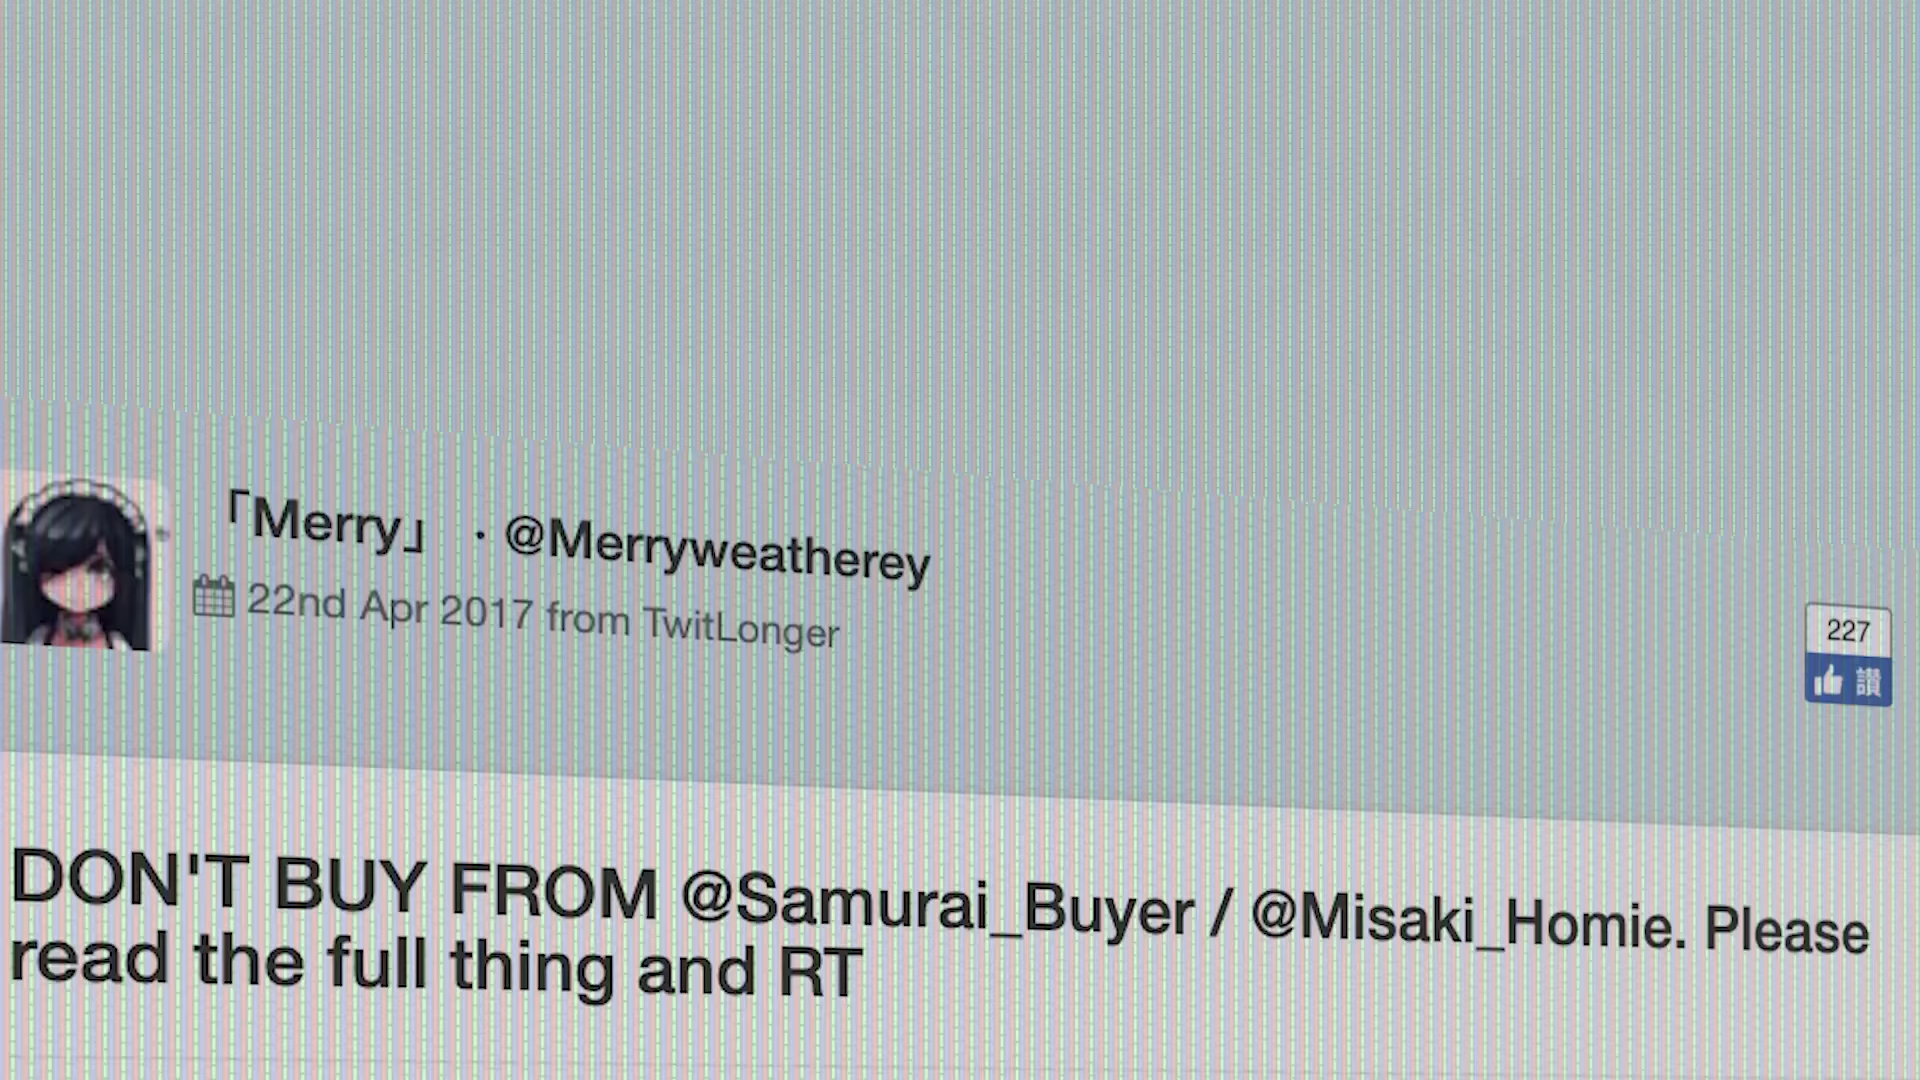 「Merry」 · @Merryweatherey
22nd Apr 2017 from TwitLonger
227
讚
DON'T BUY FROM @Samurai_Buyer / @Misaki_Homie. Please
read the full thing and RT